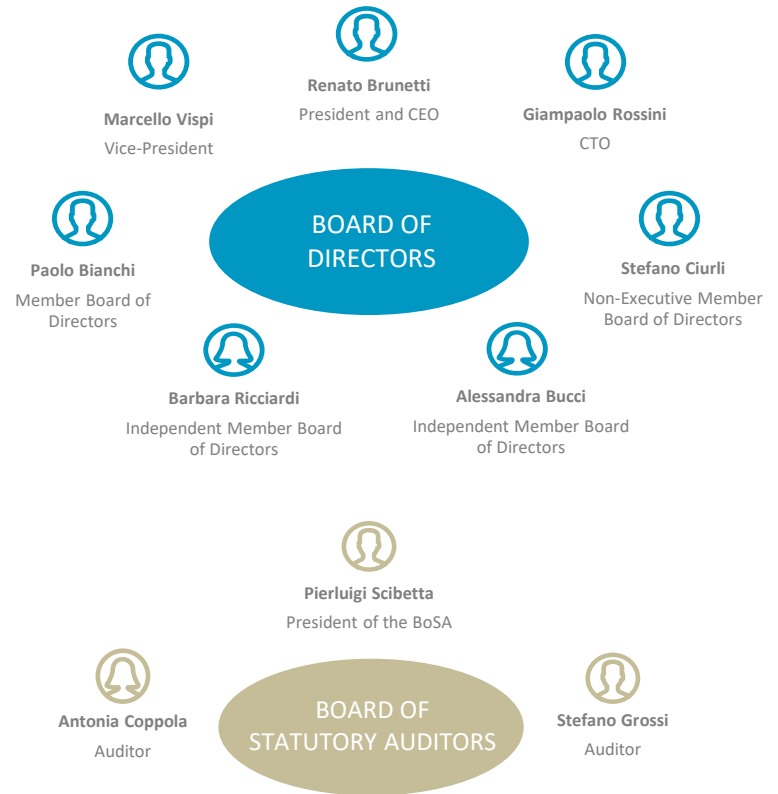 Renato Brunetti
President and CEO
Marcello Vispi
Vice-President
Giampaolo Rossini
CTO
BOARD OF
DIRECTORS
Paolo Bianchi
Member Board of
Directors
Stefano Ciurli
Non-Executive Member
Board of Directors
Barbara Ricciardi
Independent Member Board
of Directors
Alessandra Bucci
Independent Member Board
of Directors
Pierluigi Scibetta
President of the BoSA
Antonia Coppola
Auditor
BOARD OF
STATUTORY AUDITORS
Stefano Grossi
Auditor